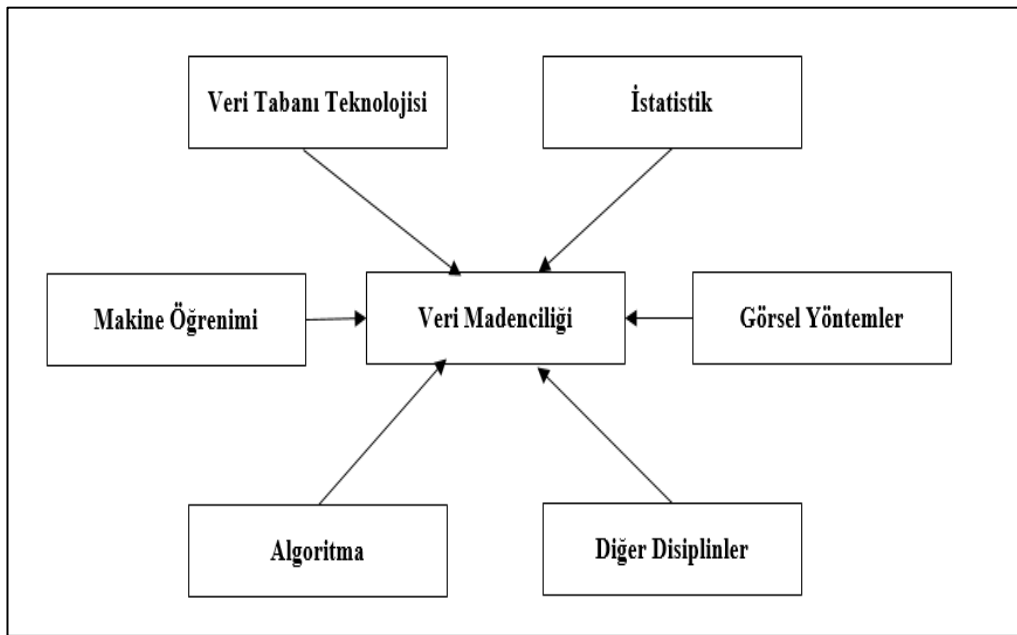 Veri Tabanı Teknolojisi
İstatistik
Makine Öğrenimi
Veri Madenciliği
Görsel Yöntemler
Algoritma
Diğer Disiplinler